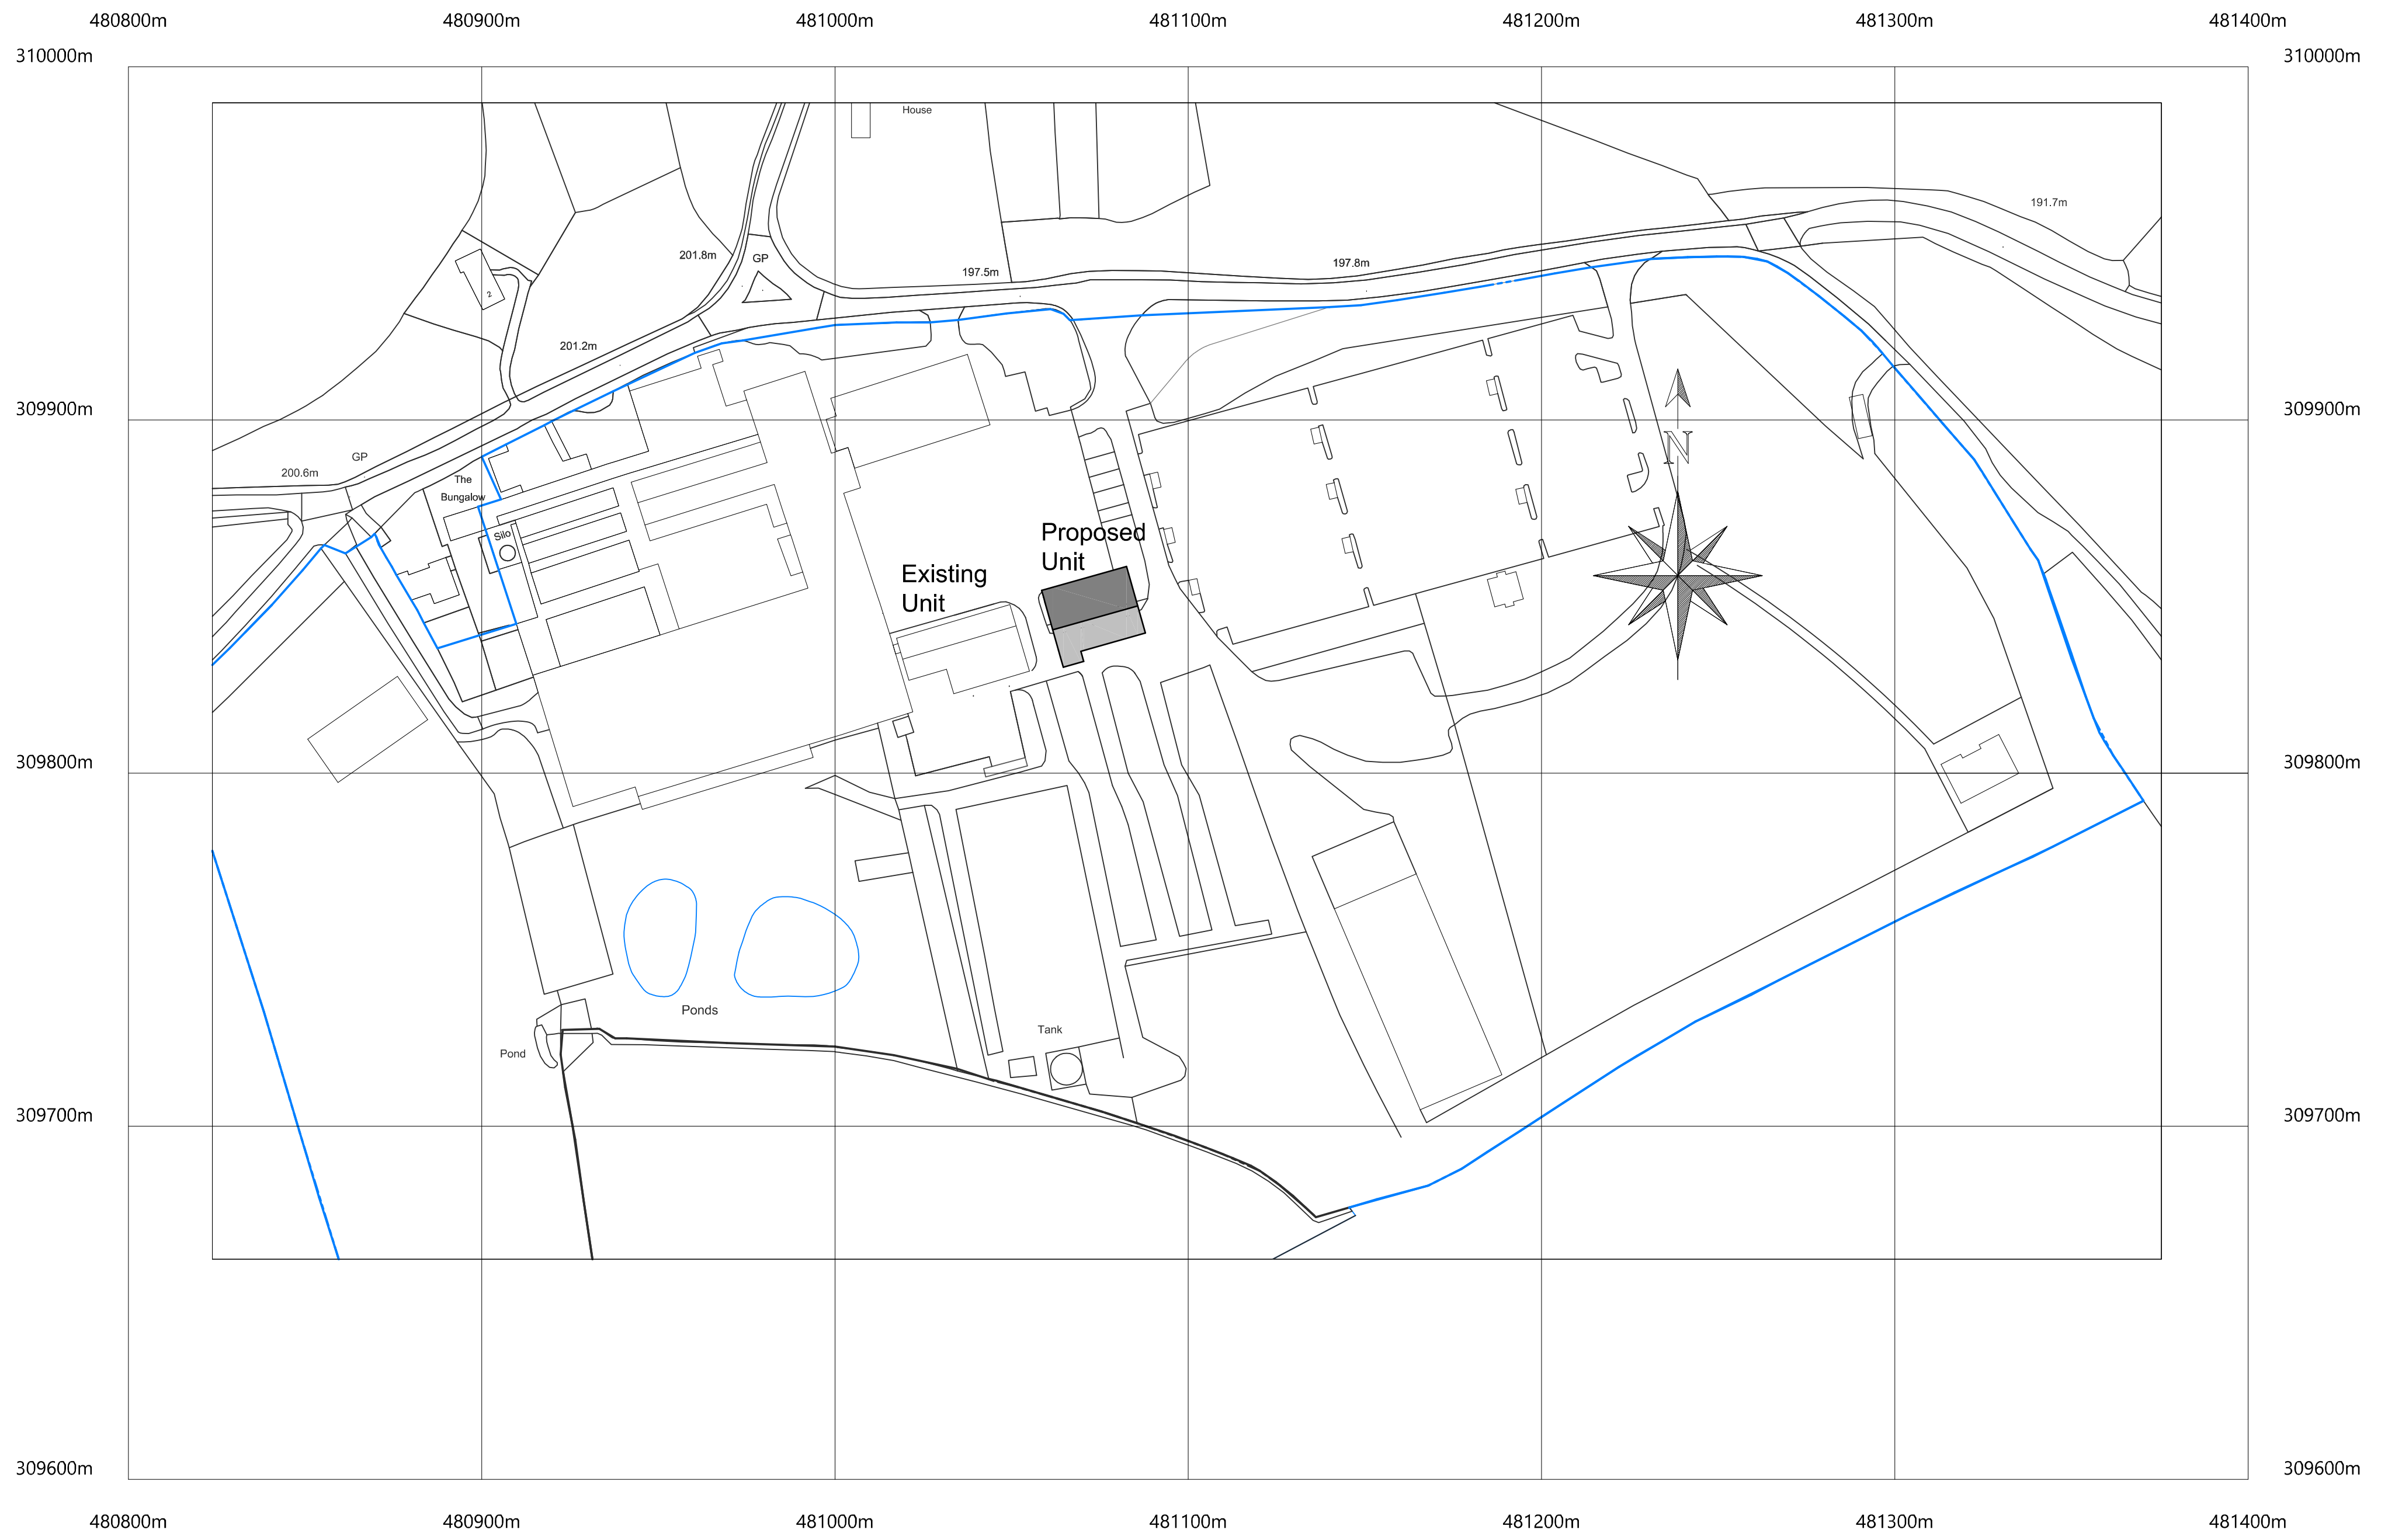 480800m 480900m 481000m 481100m 481200m 481300m 481400m
310000m 310000m
House
191.7m
201.8m
GP
197.8m
197.5m
201.2m
2
309900m 309900m
N
GP
200.6m
The
Bungalow
Silo
Proposed
Unit
Existing
Unit
309800m 309800m
Ponds
Tank
Pond
309700m 309700m
309600m 309600m
480800m 480900m 481000m 481100m 481200m 481300m 481400m